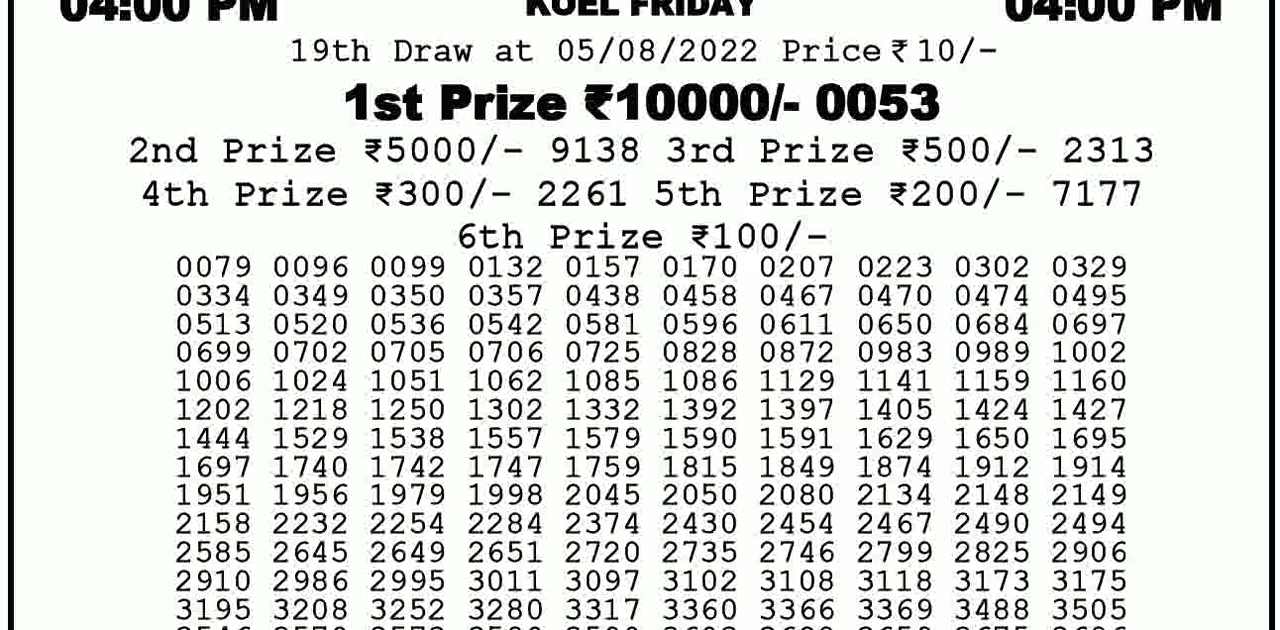 04:00 PM KOEL FRIDAY 04:00 PM
19th Draw at 05/08/2022 Price ₹10/-
1st Prize ₹10000/- 0053
2nd Prize ₹5000/- 9138 3rd Prize ₹500/- 2313
4th Prize ₹300/- 2261 5th Prize ₹200/- 7177
6th Prize ₹100/-
0079 0096 0099 0132 0157 0170 0207 0223 0302 0329
0334 0349 0350 0357 0438 0458 0467 0470 0474 0495
0513 0520 0536 0542 0581 0596 0611 0650 0684 0697
0699 0702 0705 0706 0725 0828 0872 0983 0989 1002
1006 1024 1051 1062 1085 1086 1129 1141 1159 1160
1202 1218 1250 1302 1332 1392 1397 1405 1424 1427
1444 1529 1538 1557 1579 1590 1591 1629 1650 1695
1697 1740 1742 1747 1759 1815 1849 1874 1912 1914
1951 1956 1979 1998 2045 2050 2080 2134 2148 2149
2158 2232 2254 2284 2374 2430 2454 2467 2490 2494
2585 2645 2649 2651 2720 2735 2746 2799 2825 2906
2910 2986 2995 3011 3097 3102 3108 3118 3173 3175
3195 3208 3252 3280 3317 3360 3366 3369 3488 3505